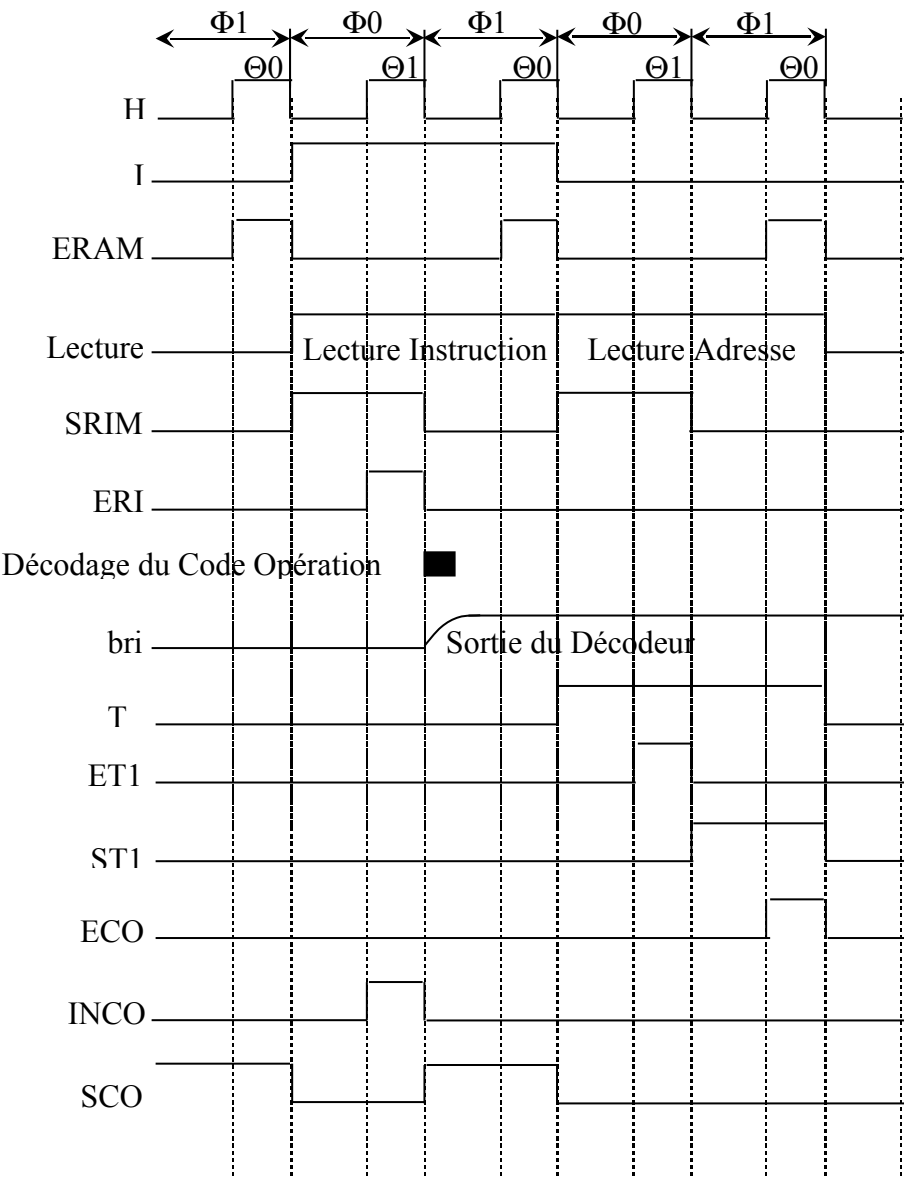 Φ1 Φ0 Φ1 Φ0 Φ1
Θ0 Θ1 Θ0 Θ1 Θ0
H
I
ERAM
Lecture Lecture Instruction Lecture Adresse
SRIM
ERI
Décodage du Code Opération
bri Sortie du Décodeur
T
ET1
ST1
ECO
INCO
SCO